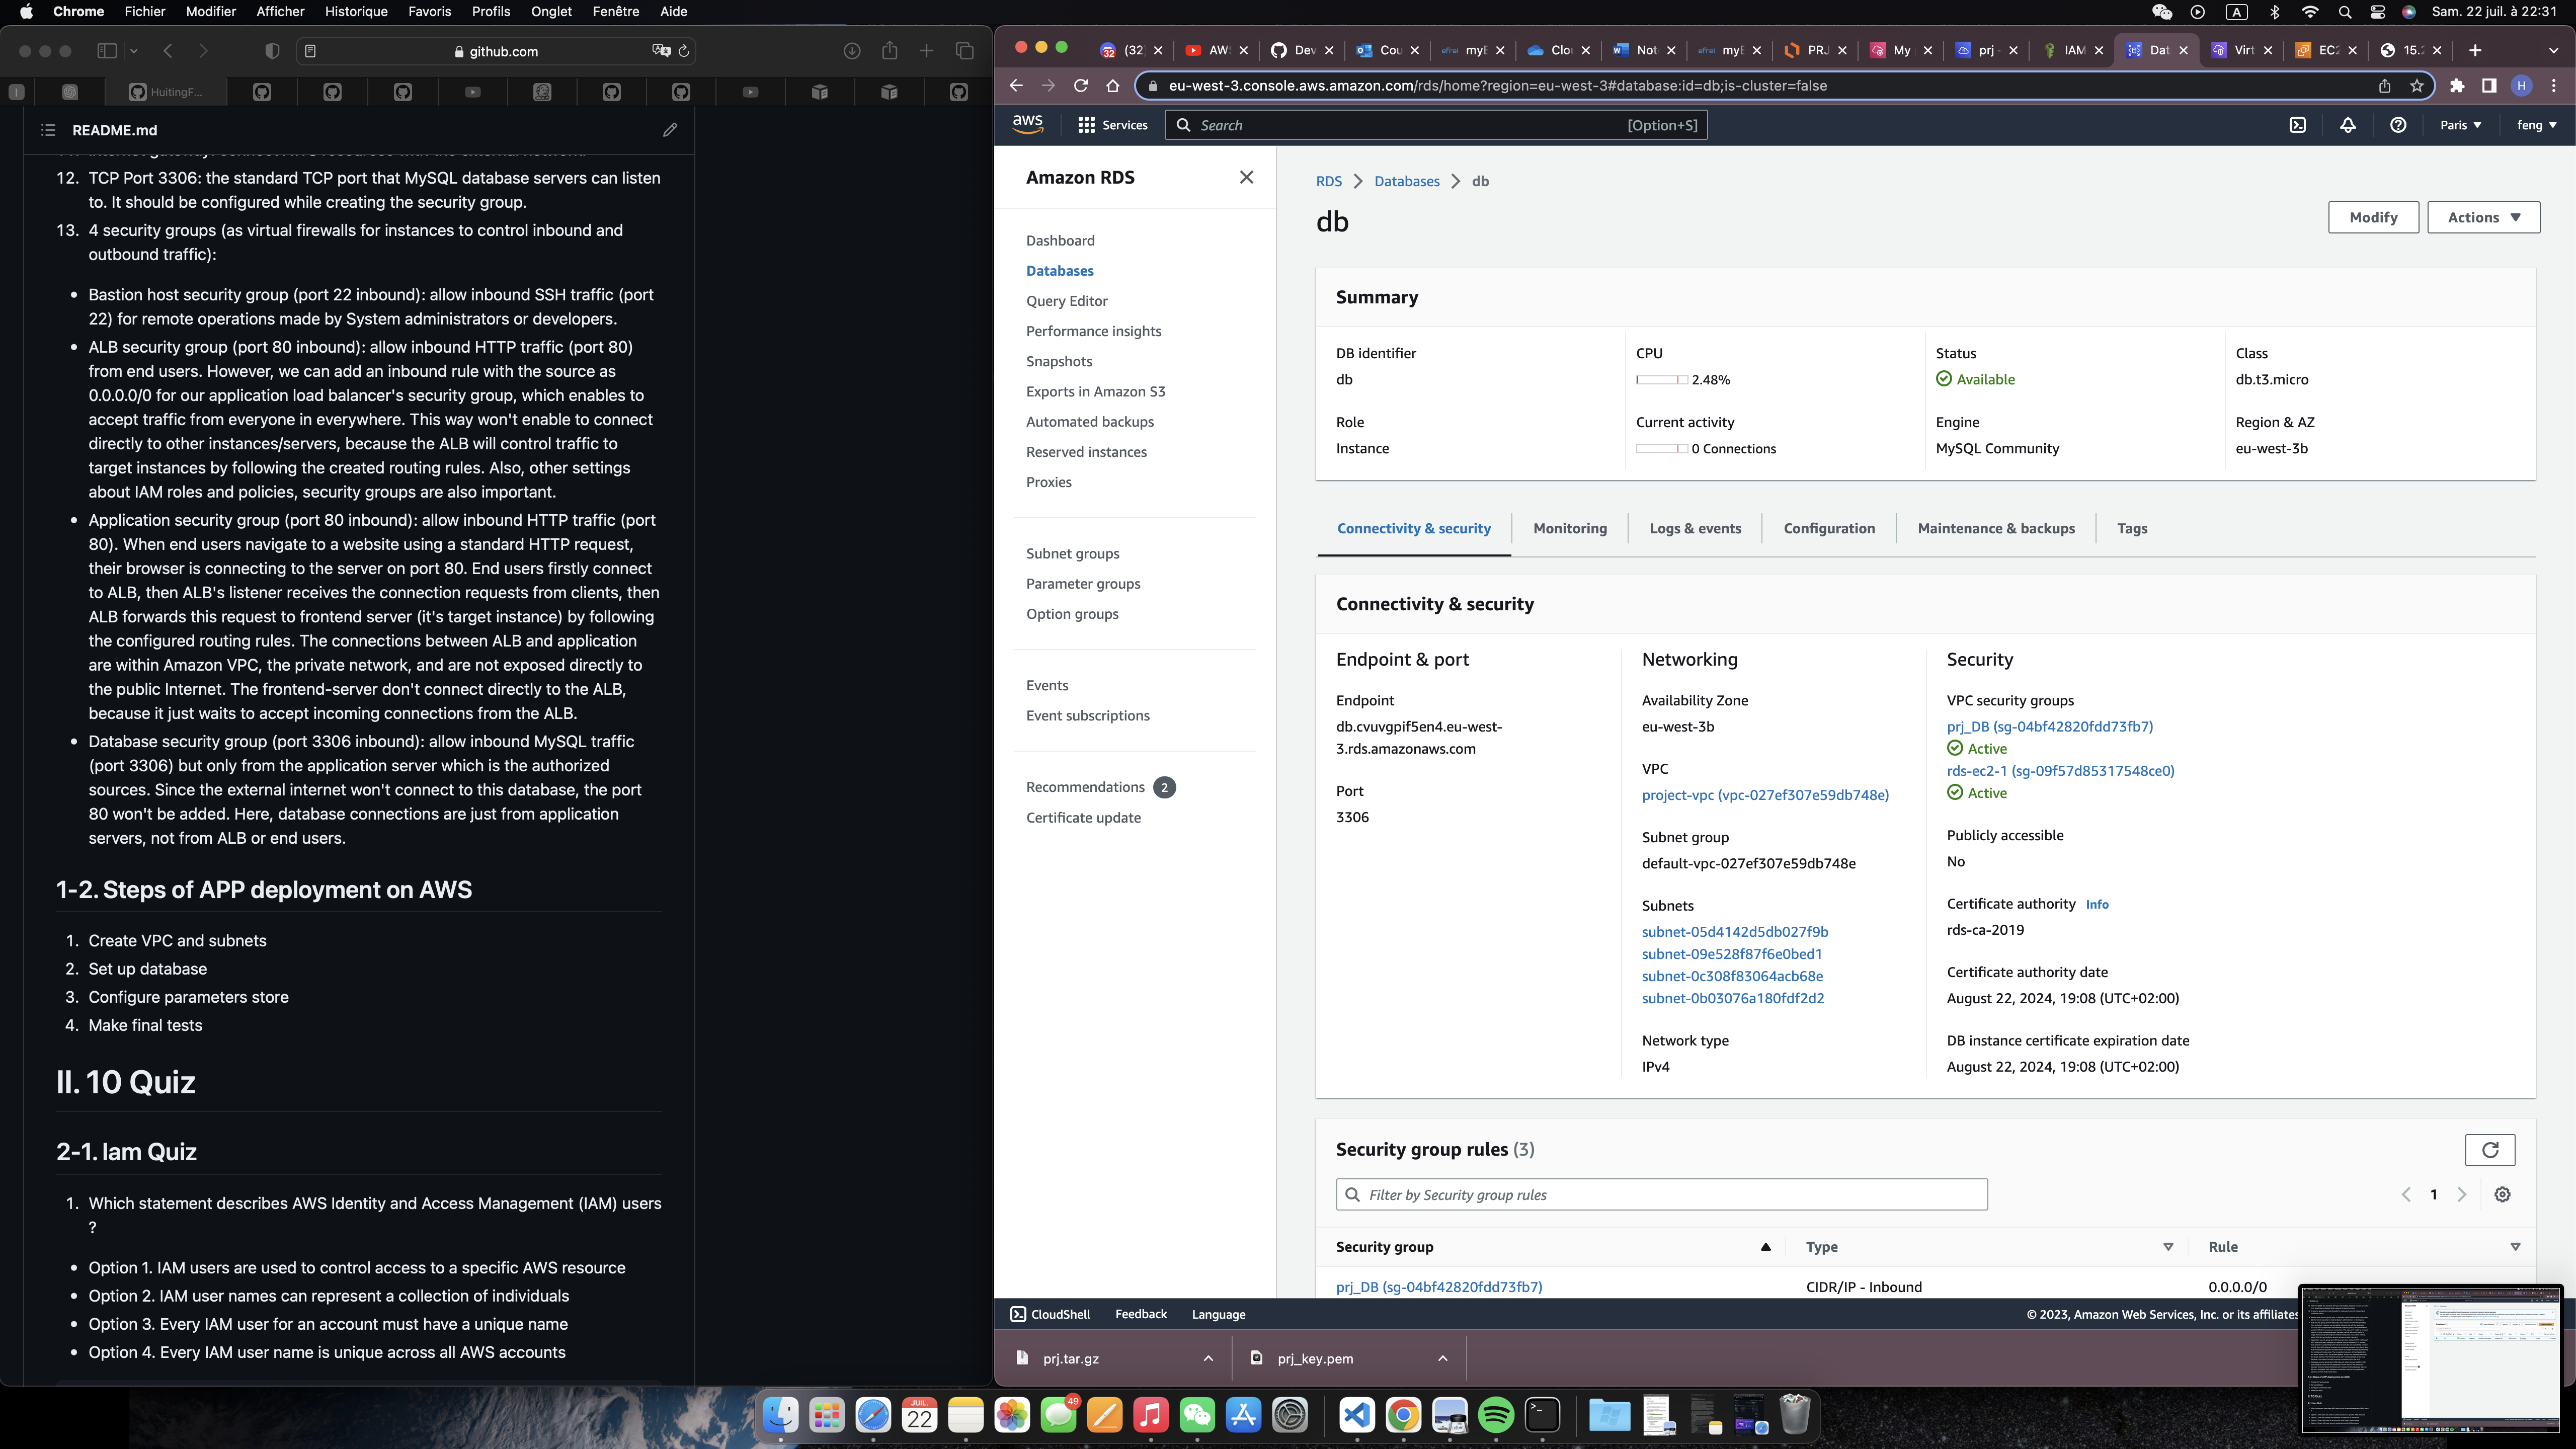 Chrome Fichier Modifier Afficher Historique Favoris Profils Onglet Fenêtre Aide
A
Sam. 22 juil. à 22:31
github.com
HuitingF...
README.md
12. TCP Port 3306: the standard TCP port that MySQL database servers can listen
to. It should be configured while creating the security group.
13. 4 security groups (as virtual firewalls for instances to control inbound and
outbound traffic):
• Bastion host security group (port 22 inbound): allow inbound SSH traffic (port
22) for remote operations made by System administrators or developers.
• ALB security group (port 80 inbound): allow inbound HTTP traffic (port 80)
from end users. However, we can add an inbound rule with the source as
0.0.0.0/0 for our application load balancer's security group, which enables to
accept traffic from everyone in everywhere. This way won't enable to connect
directly to other instances/servers, because the ALB will control traffic to
target instances by following the created routing rules. Also, other settings
about IAM roles and policies, security groups are also important.
• Application security group (port 80 inbound): allow inbound HTTP traffic (port
80). When end users navigate to a website using a standard HTTP request,
their browser is connecting to the server on port 80. End users firstly connect
to ALB, then ALB's listener receives the connection requests from clients, then
ALB forwards this request to frontend server (it's target instance) by following
the configured routing rules. The connections between ALB and application
are within Amazon VPC, the private network, and are not exposed directly to
the public Internet. The frontend-server don't connect directly to the ALB,
because it just waits to accept incoming connections from the ALB.
• Database security group (port 3306 inbound): allow inbound MySQL traffic
(port 3306) but only from the application server which is the authorized
sources. Since the external internet won't connect to this database, the port
80 won't be added. Here, database connections are just from application
servers, not from ALB or end users.
1-2. Steps of APP deployment on AWS
1. Create VPC and subnets
2. Set up database
3. Configure parameters store
4. Make final tests
II. 10 Quiz
2-1. Iam Quiz
1. Which statement describes AWS Identity and Access Management (IAM) users
?
• Option 1. IAM users are used to control access to a specific AWS resource
• Option 2. IAM user names can represent a collection of individuals
• Option 3. Every IAM user for an account must have a unique name
• Option 4. Every IAM user name is unique across all AWS accounts
(32) AW Dev Cou myE Clo Not myE PRJ My prj IAM Dat Virt EC2 15.2
eu-west-3.console.aws.amazon.com/rds/home?region=eu-west-3#database:id=db;is-cluster=false
H
aws Services Search [Option+S] Paris feng
Amazon RDS
Dashboard
Databases
Query Editor
Performance insights
Snapshots
Exports in Amazon S3
Automated backups
Reserved instances
Proxies
Subnet groups
Parameter groups
Option groups
Events
Event subscriptions
Recommendations 2
Certificate update
RDS > Databases > db
db
Modify Actions
Summary
DB identifier CPU Status Class
db 2.48% Available db.t3.micro
Role Current activity Engine Region & AZ
Instance 0 Connections MySQL Community eu-west-3b
Connectivity & security Monitoring Logs & events Configuration Maintenance & backups Tags
Connectivity & security
Endpoint & port
Endpoint
db.cvuvgpif5en4.eu-west-
3.rds.amazonaws.com
Port
3306
Networking
Availability Zone
eu-west-3b
VPC
project-vpc (vpc-027ef307e59db748e)
Subnet group
default-vpc-027ef307e59db748e
Subnets
subnet-05d4142d5db027f9b
subnet-09e528f87f6e0bed1
subnet-0c308f83064acb68e
subnet-0b03076a180fdf2d2
Network type
IPv4
Security
VPC security groups
prj_DB (sg-04bf42820fdd73fb7)
Active
rds-ec2-1 (sg-09f57d85317548ce0)
Active
Publicly accessible
No
Certificate authority Info
rds-ca-2019
Certificate authority date
August 22, 2024, 19:08 (UTC+02:00)
DB instance certificate expiration date
August 22, 2024, 19:08 (UTC+02:00)
Security group rules (3)
Filter by Security group rules
1
Security group Type Rule
prj_DB (sg-04bf42820fdd73fb7) CIDR/IP - Inbound 0.0.0.0/0
CloudShell Feedback Language © 2023, Amazon Web Services, Inc. or its affiliates
prj.tar.gz prj_key.pem
JUIL. 22
49